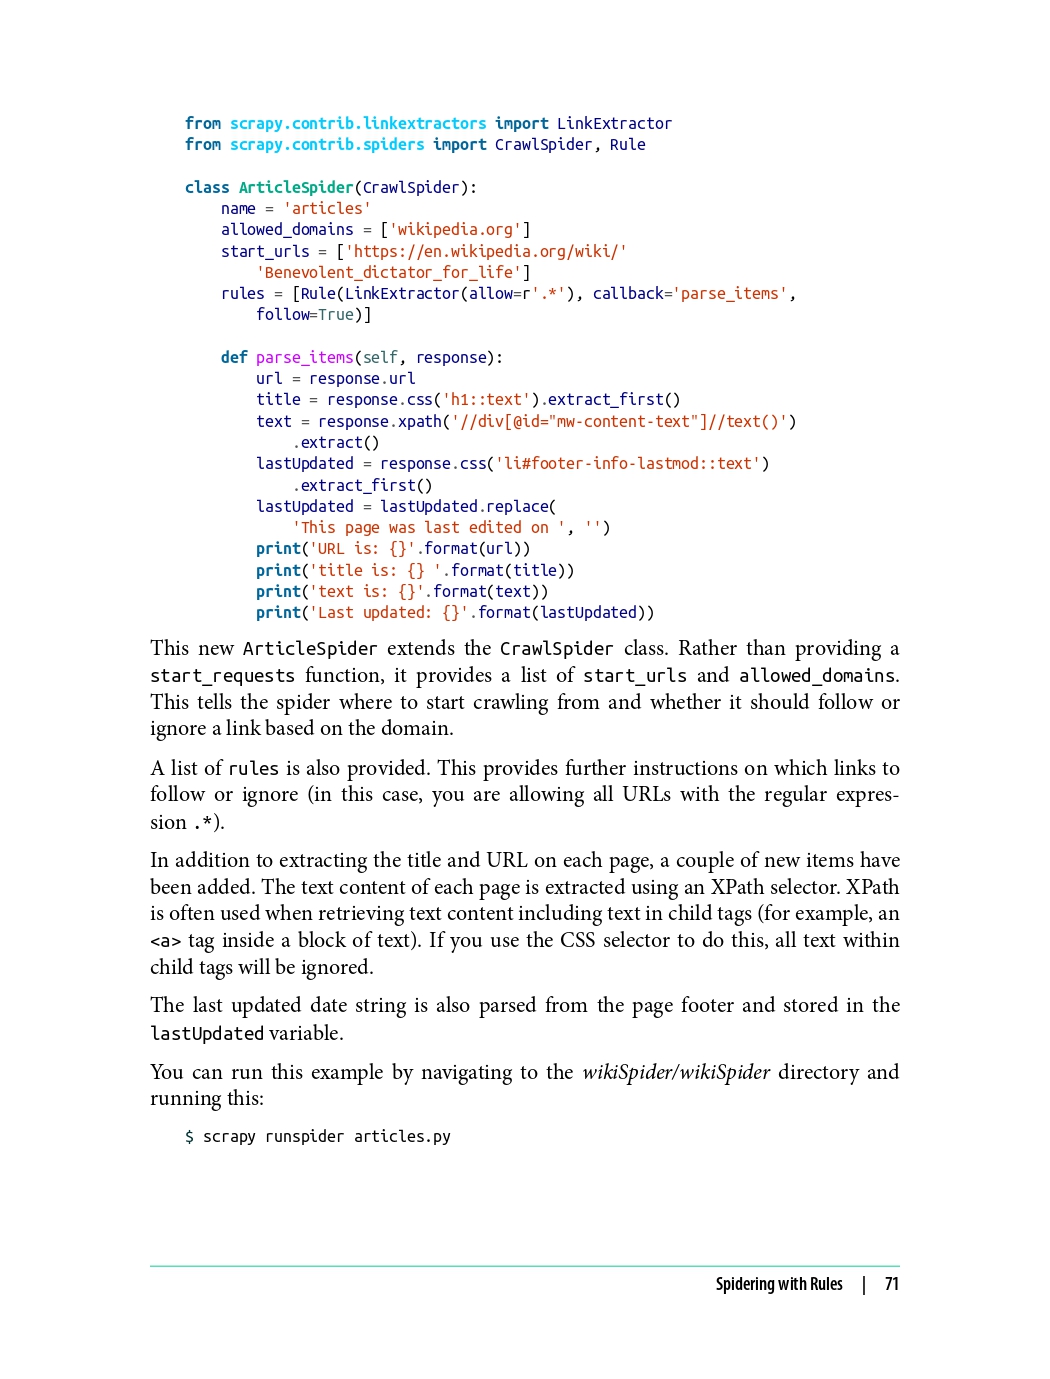 from scrapy.contrib.linkextractors import LinkExtractor
from scrapy.contrib.spiders import CrawlSpider, Rule

class ArticleSpider(CrawlSpider):
    name = 'articles'
    allowed_domains = ['wikipedia.org']
    start_urls = ['https://en.wikipedia.org/wiki/'
        'Benevolent_dictator_for_life']
    rules = [Rule(LinkExtractor(allow=r'.*'), callback='parse_items',
        follow=True)]

    def parse_items(self, response):
        url = response.url
        title = response.css('h1::text').extract_first()
        text = response.xpath('//div[@id="mw-content-text"]//text()')
            .extract()
        lastUpdated = response.css('li#footer-info-lastmod::text')
            .extract_first()
        lastUpdated = lastUpdated.replace(
            'This page was last edited on ', '')
        print('URL is: {}'.format(url))
        print('title is: {} '.format(title))
        print('text is: {}'.format(text))
        print('Last updated: {}'.format(lastUpdated))
This new ArticleSpider extends the CrawlSpider class. Rather than providing a
start_requests function, it provides a list of start_urls and allowed_domains.
This tells the spider where to start crawling from and whether it should follow or
ignore a link based on the domain.
A list of rules is also provided. This provides further instructions on which links to
follow or ignore (in this case, you are allowing all URLs with the regular expres-
sion .*).
In addition to extracting the title and URL on each page, a couple of new items have
been added. The text content of each page is extracted using an XPath selector. XPath
is often used when retrieving text content including text in child tags (for example, an
<a> tag inside a block of text). If you use the CSS selector to do this, all text within
child tags will be ignored.
The last updated date string is also parsed from the page footer and stored in the
lastUpdated variable.
You can run this example by navigating to the wikiSpider/wikiSpider directory and
running this:
$ scrapy runspider articles.py
Spidering with Rules | 71